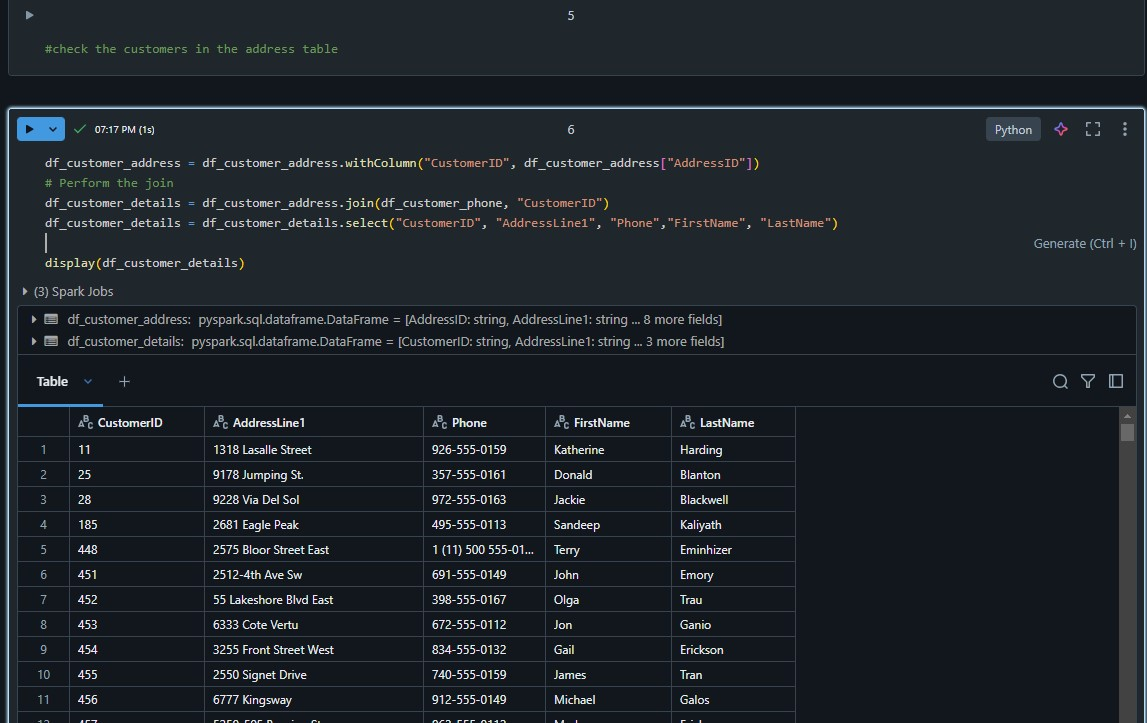 5
#check the customers in the address table
07:17 PM (1s)
6
Python
df_customer_address = df_customer_address.withColumn("CustomerID", df_customer_address["AddressID"])
# Perform the join
df_customer_details = df_customer_address.join(df_customer_phone, "CustomerID")
df_customer_details = df_customer_details.select("CustomerID", "AddressLine1", "Phone","FirstName", "LastName")
Generate (Ctrl + I)
display(df_customer_details)
(3) Spark Jobs
df_customer_address: pyspark.sql.dataframe.DataFrame = [AddressID: string, AddressLine1: string ... 8 more fields]
df_customer_details: pyspark.sql.dataframe.DataFrame = [CustomerID: string, AddressLine1: string ... 3 more fields]
Table +
ABC CustomerID ABC AddressLine1 ABC Phone ABC FirstName ABC LastName
1 11 1318 Lasalle Street 926-555-0159 Katherine Harding
2 25 9178 Jumping St. 357-555-0161 Donald Blanton
3 28 9228 Via Del Sol 972-555-0163 Jackie Blackwell
4 185 2681 Eagle Peak 495-555-0113 Sandeep Kaliyath
5 448 2575 Bloor Street East 1 (11) 500 555-01... Terry Eminhizer
6 451 2512-4th Ave Sw 691-555-0149 John Emory
7 452 55 Lakeshore Blvd East 398-555-0167 Olga Trau
8 453 6333 Cote Vertu 672-555-0112 Jon Ganio
9 454 3255 Front Street West 834-555-0132 Gail Erickson
10 455 2550 Signet Drive 740-555-0159 James Tran
11 456 6777 Kingsway 912-555-0149 Michael Galos